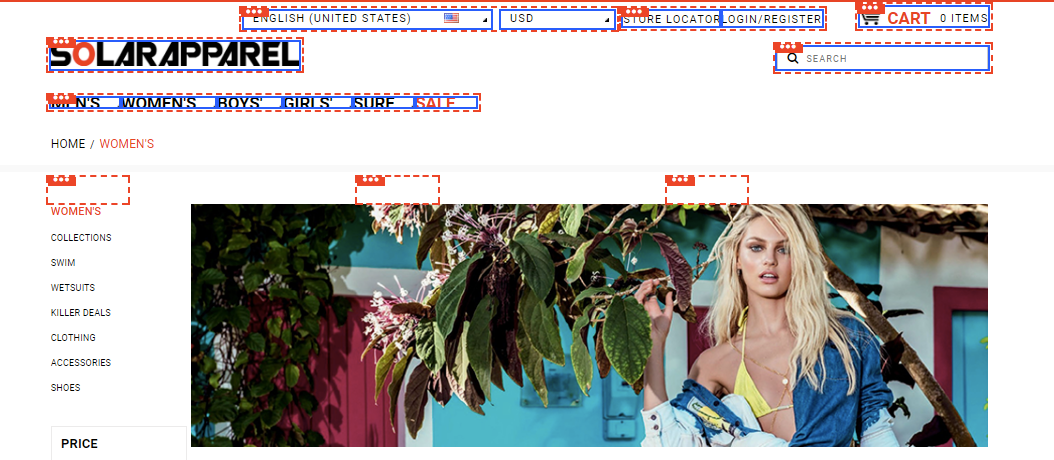 ENGLISH (UNITED STATES) USD STORE LOCATOR LOGIN/REGISTER CART 0 ITEMS
SOLARAPPAREL SEARCH
MEN'S WOMEN'S BOYS' GIRLS' SURF SALE
HOME / WOMEN'S
WOMEN'S
COLLECTIONS
SWIM
WETSUITS
KILLER DEALS
CLOTHING
ACCESSORIES
SHOES
PRICE